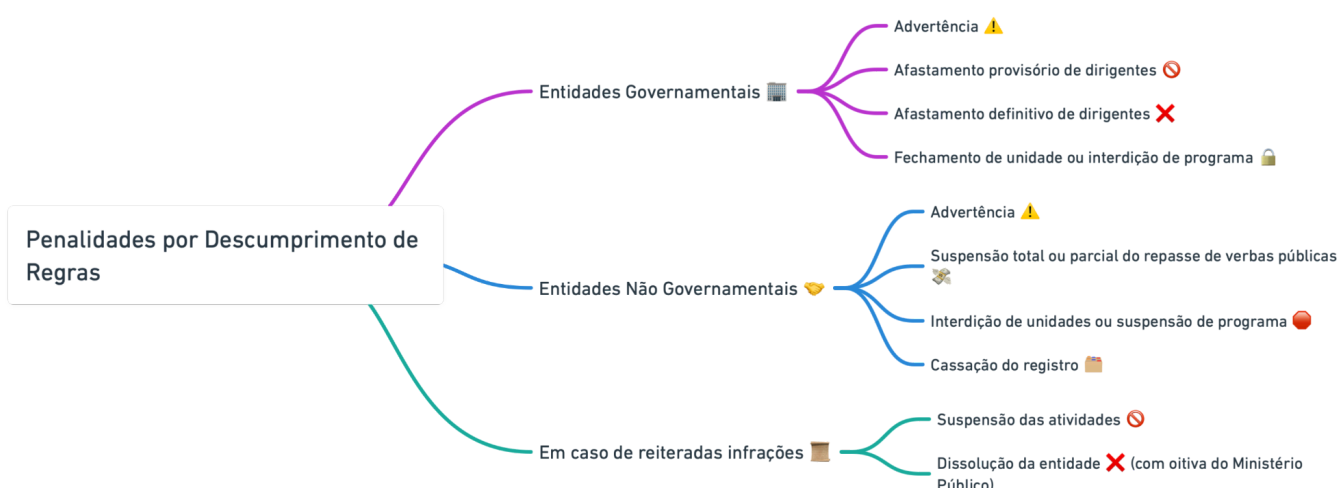 Penalidades por Descumprimento de
Regras
Entidades Governamentais 🏢
Advertência ⚠️
Afastamento provisório de dirigentes 🚫
Afastamento definitivo de dirigentes ❌
Fechamento de unidade ou interdição de programa 🔒
Entidades Não Governamentais 🤝
Advertência ⚠️
Suspensão total ou parcial do repasse de verbas públicas
💸
Interdição de unidades ou suspensão de programa 🛑
Cassação do registro 🗂️
Em caso de reiteradas infrações 📜
Suspensão das atividades 🚫
Dissolução da entidade ❌ (com oitiva do Ministério
Público)